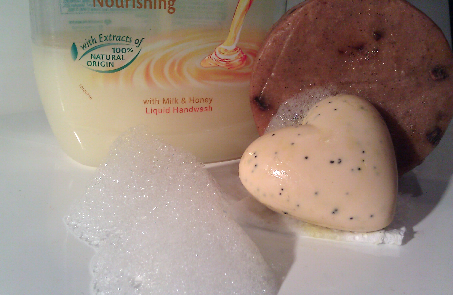 Nourishing
with Extracts of
100%
NATURAL
ORIGIN
with Milk & Honey
Liquid Handwash